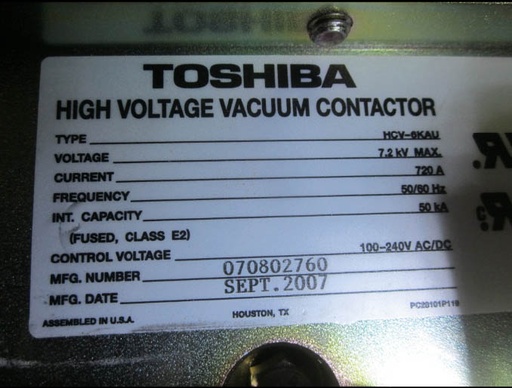 TOSHIBA
HIGH VOLTAGE VACUUM CONTACTOR
TYPE HCV-6KAU
VOLTAGE 7.2 kV MAX.
CURRENT 720 A
FREQUENCY 50/60 Hz
INT. CAPACITY 50 kA
(FUSED, CLASS E2)
CONTROL VOLTAGE 100-240V AC/DC
MFG. NUMBER 070802760
MFG. DATE SEPT.2007
ASSEMBLED IN U.S.A. HOUSTON, TX